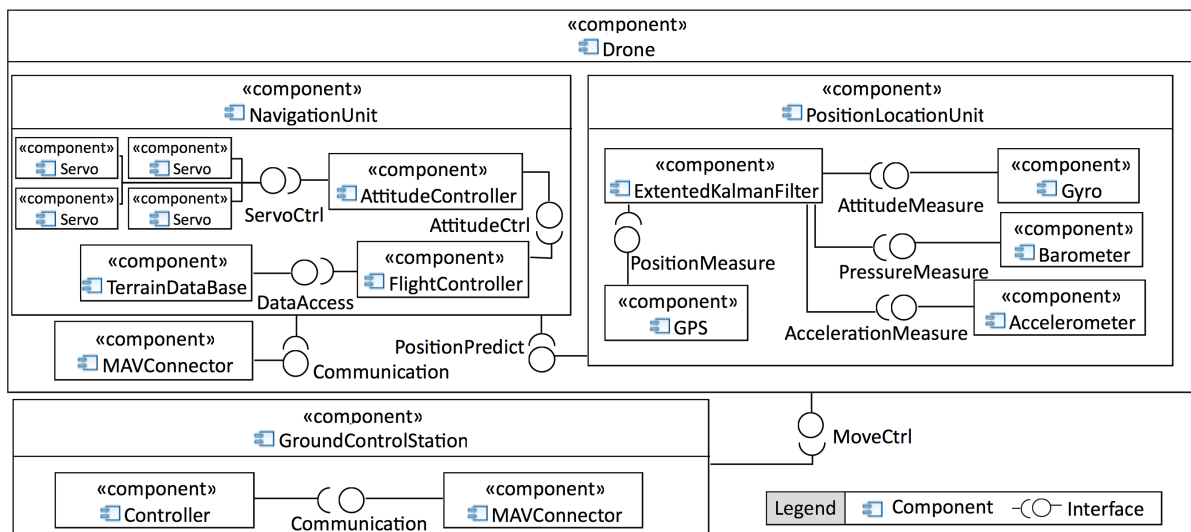 «component»
Drone
«component»
NavigationUnit
«component»
Servo
«component»
Servo
«component»
Servo
«component»
Servo
ServoCtrl
«component»
AttitudeController
AttitudeCtrl
«component»
TerrainDataBase
DataAccess
«component»
FlightController
«component»
MAVConnector
Communication
PositionPredict
«component»
PositionLocationUnit
«component»
ExtentedKalmanFilter
AttitudeMeasure
«component»
Gyro
PositionMeasure
PressureMeasure
«component»
Barometer
«component»
GPS
AccelerationMeasure
«component»
Accelerometer
«component»
GroundControlStation
MoveCtrl
«component»
Controller
Communication
«component»
MAVConnector
Legend
Component
Interface